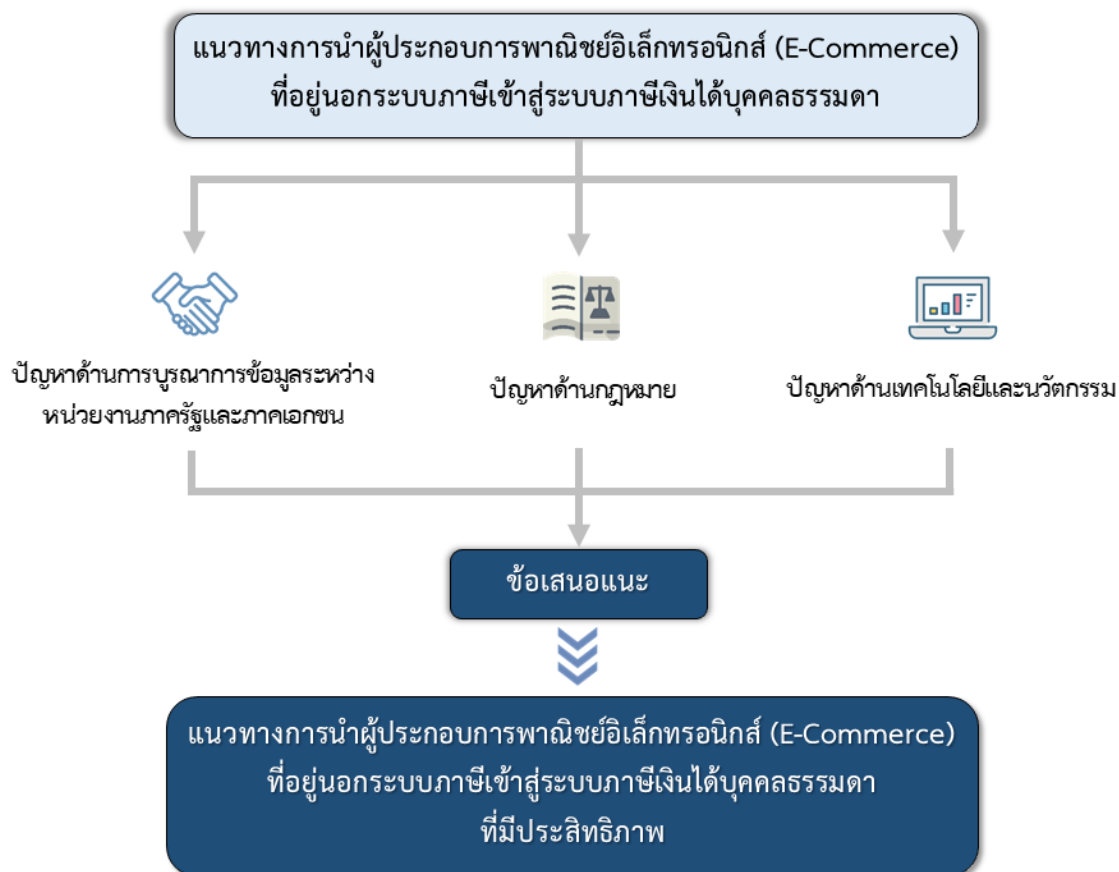 แนวทางการนำผู้ประกอบการพาณิชย์อิเล็กทรอนิกส์ (E-Commerce)
ที่อยู่นอกระบบภาษีเข้าสู่ระบบภาษีเงินได้บุคคลธรรมดา
ปัญหาด้านการบูรณาการข้อมูลระหว่าง
หน่วยงานภาครัฐและภาคเอกชน
ปัญหาด้านกฎหมาย
ปัญหาด้านเทคโนโลยีและนวัตกรรม
ข้อเสนอแนะ
แนวทางการนำผู้ประกอบการพาณิชย์อิเล็กทรอนิกส์ (E-Commerce)
ที่อยู่นอกระบบภาษีเข้าสู่ระบบภาษีเงินได้บุคคลธรรมดา
ที่มีประสิทธิภาพ